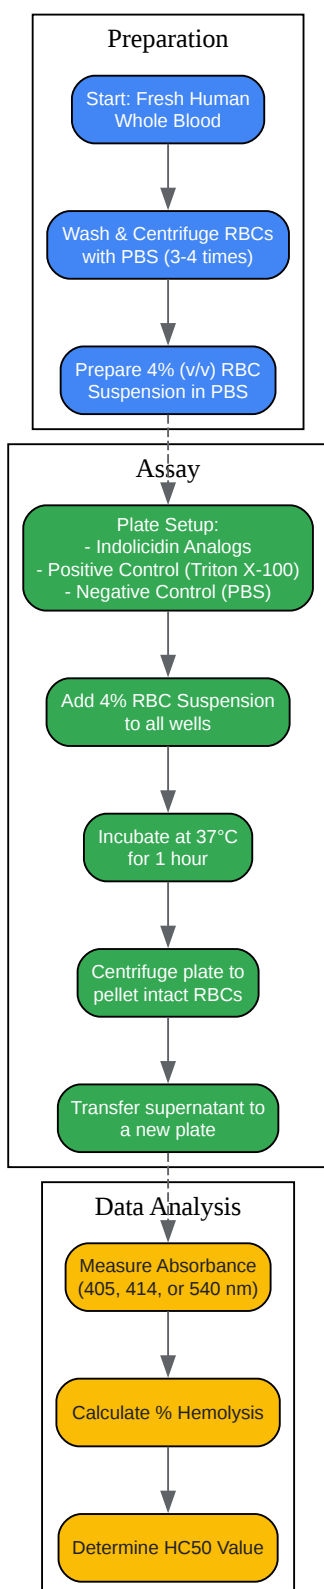 Preparation
Start: Fresh Human
Whole Blood
Wash & Centrifuge RBCs
with PBS (3-4 times)
Prepare 4% (v/v) RBC
Suspension in PBS
Assay
Plate Setup:
- Indolicidin Analogs
- Positive Control (Triton X-100)
- Negative Control (PBS)
Add 4% RBC Suspension
to all wells
Incubate at 37°C
for 1 hour
Centrifuge plate to
pellet intact RBCs
Transfer supernatant to
a new plate
Data Analysis
Measure Absorbance
(405, 414, or 540 nm)
Calculate % Hemolysis
Determine HC50 Value